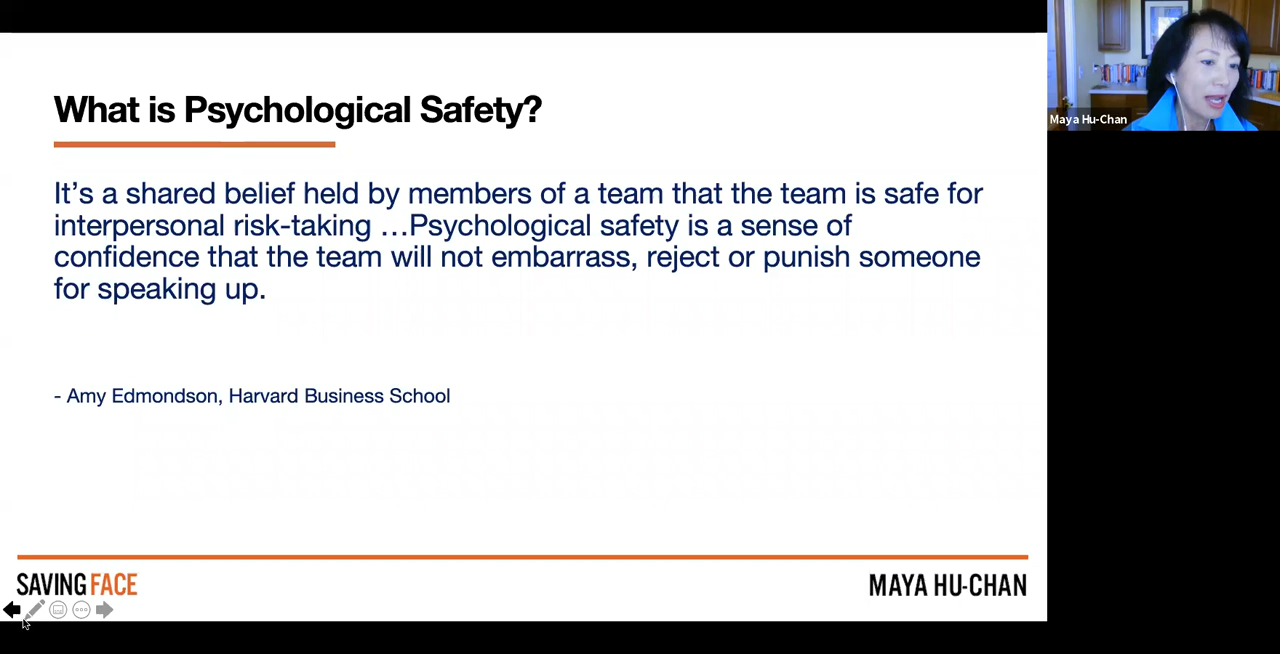 What is Psychological Safety?
It’s a shared belief held by members of a team that the team is safe for
interpersonal risk-taking …Psychological safety is a sense of
confidence that the team will not embarrass, reject or punish someone
for speaking up.
- Amy Edmondson, Harvard Business School
SAVING FACE
MAYA HU-CHAN
Maya Hu-Chan